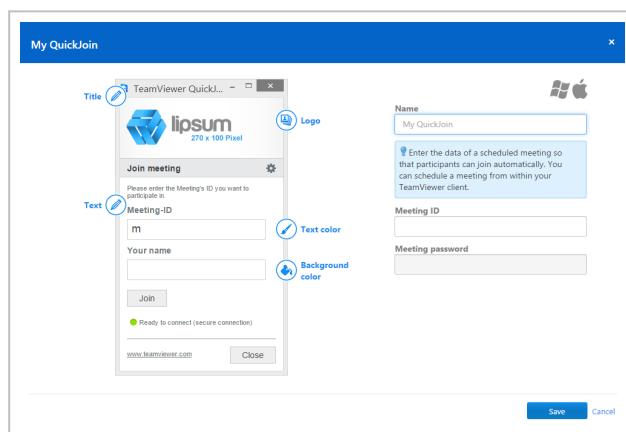 My QuickJoin
×
Title
TeamViewer QuickJ...
lipsum
270 x 100 Pixel
Logo
Join meeting
Please enter the Meeting's ID you want to
participate in.
Text
Meeting-ID
m
Text color
Your name
Background
color
Join
Ready to connect (secure connection)
www.teamviewer.com
Close
Name
My QuickJoin
Enter the data of a scheduled meeting so
that participants can join automatically. You
can schedule a meeting from within your
TeamViewer client.
Meeting ID
Meeting password
Save
Cancel